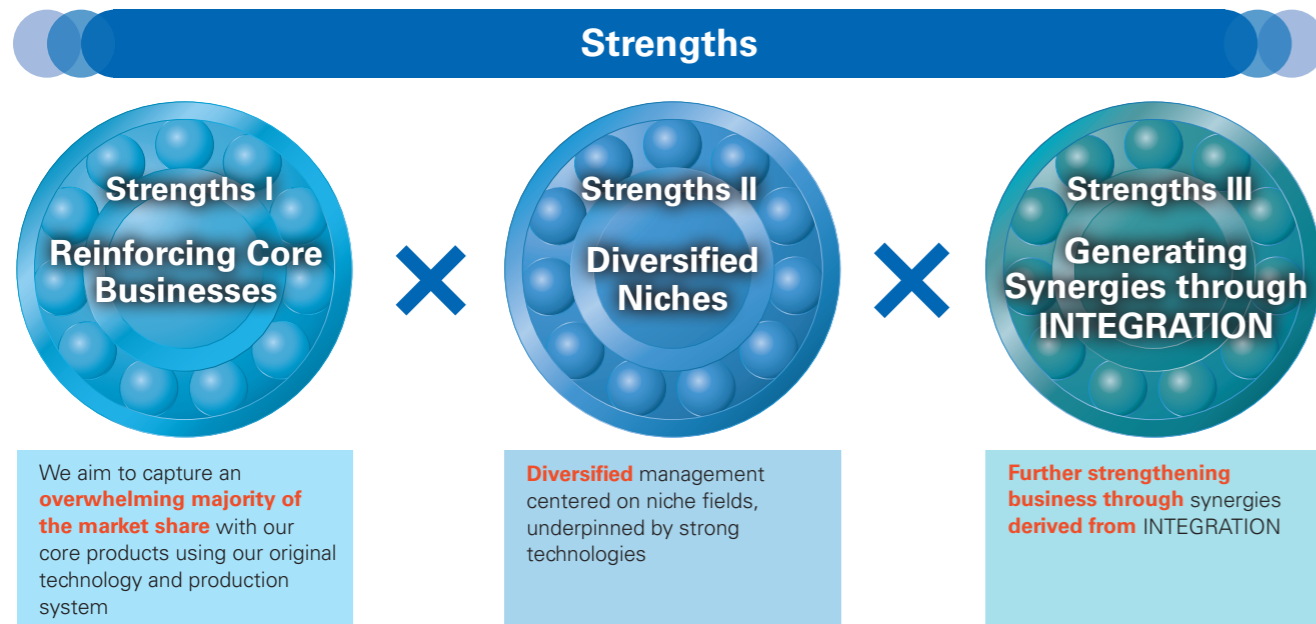 Strengths
Strengths I
Reinforcing Core
Businesses
We aim to capture an
overwhelming majority of
the market share with our
core products using our original
technology and production
system
×
Strengths II
Diversified
Niches
Diversified management
centered on niche fields,
underpinned by strong
technologies
×
Strengths III
Generating
Synergies through
INTEGRATION
Further strengthening
business through synergies
derived from INTEGRATION